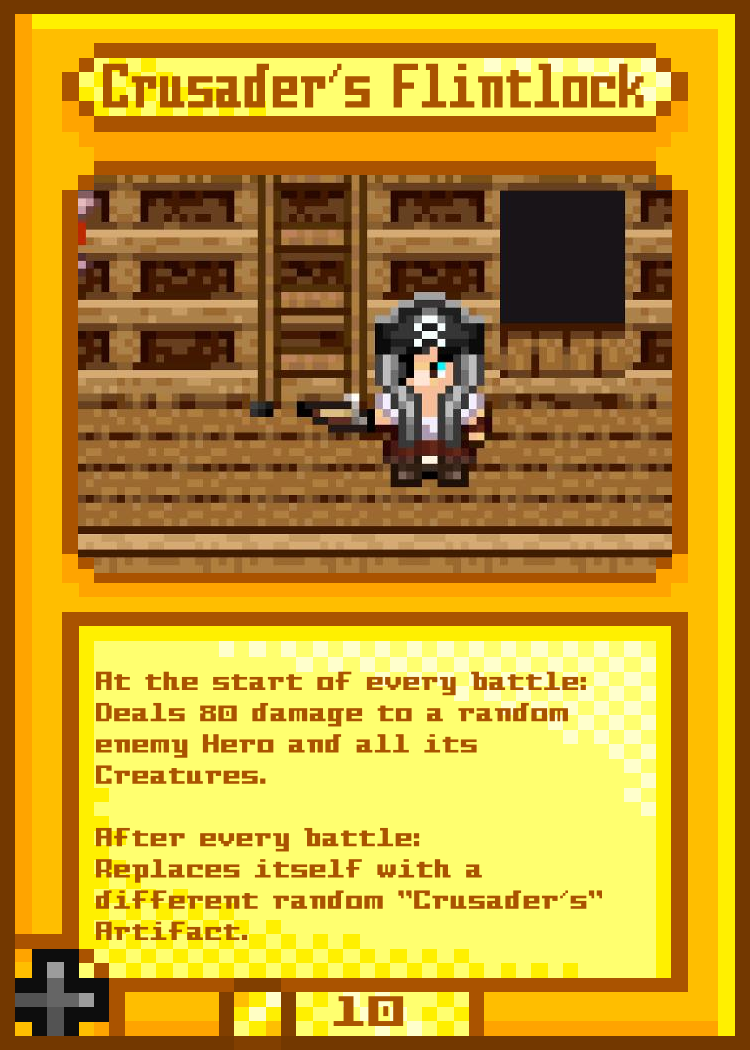 Crusader's Flintlock
At the start of every battle:
Deals 80 damage to a random
enemy Hero and all its
Creatures.
After every battle:
Replaces itself with a
different random "Crusader's"
Artifact.
10